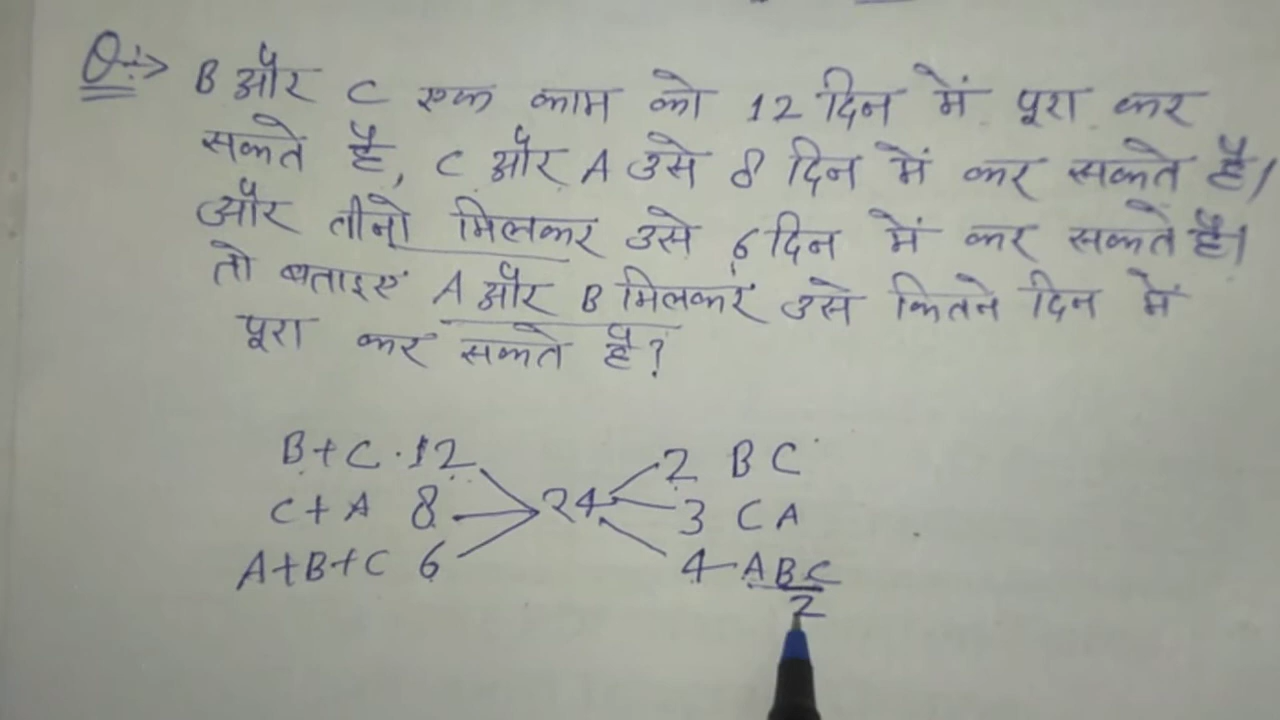 Q:-> B और C एक काम को 12 दिन में पूरा कर
सकते है, C और A उसे 8 दिन में कर सकते है।
और तीनो मिलकर उसे 6 दिन में कर सकते है।
तो बताइए A और B मिलकर उसे कितने दिन में
पूरा कर सकते है?
B+C 12 24 2 BC
C+A 8 3 CA
A+B+C 6 4 ABC
2